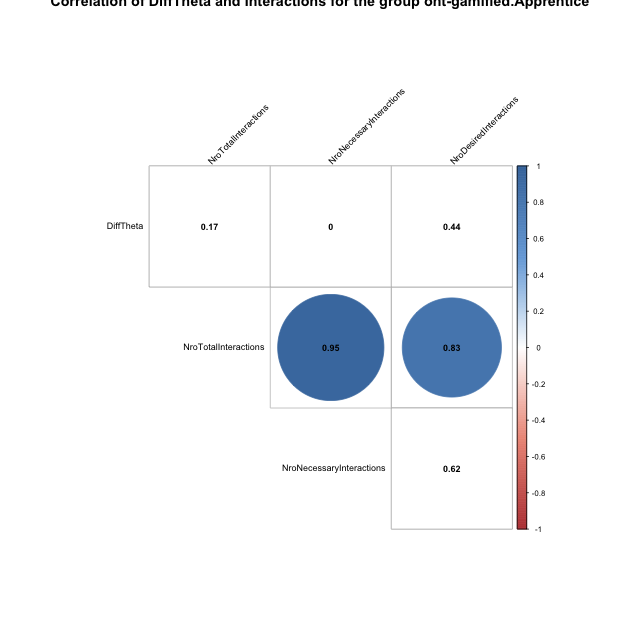 Correlation of DiffTheta and Interactions for the group ont-gamified.Apprentice
NroTotalInteractions
NroNecessaryInteractions
NroDesiredInteractions
DiffTheta
0.17
0
0.44
NroTotalInteractions
0.95
0.83
NroNecessaryInteractions
0.62
1
0.8
0.6
0.4
0.2
0
-0.2
-0.4
-0.6
-0.8
-1